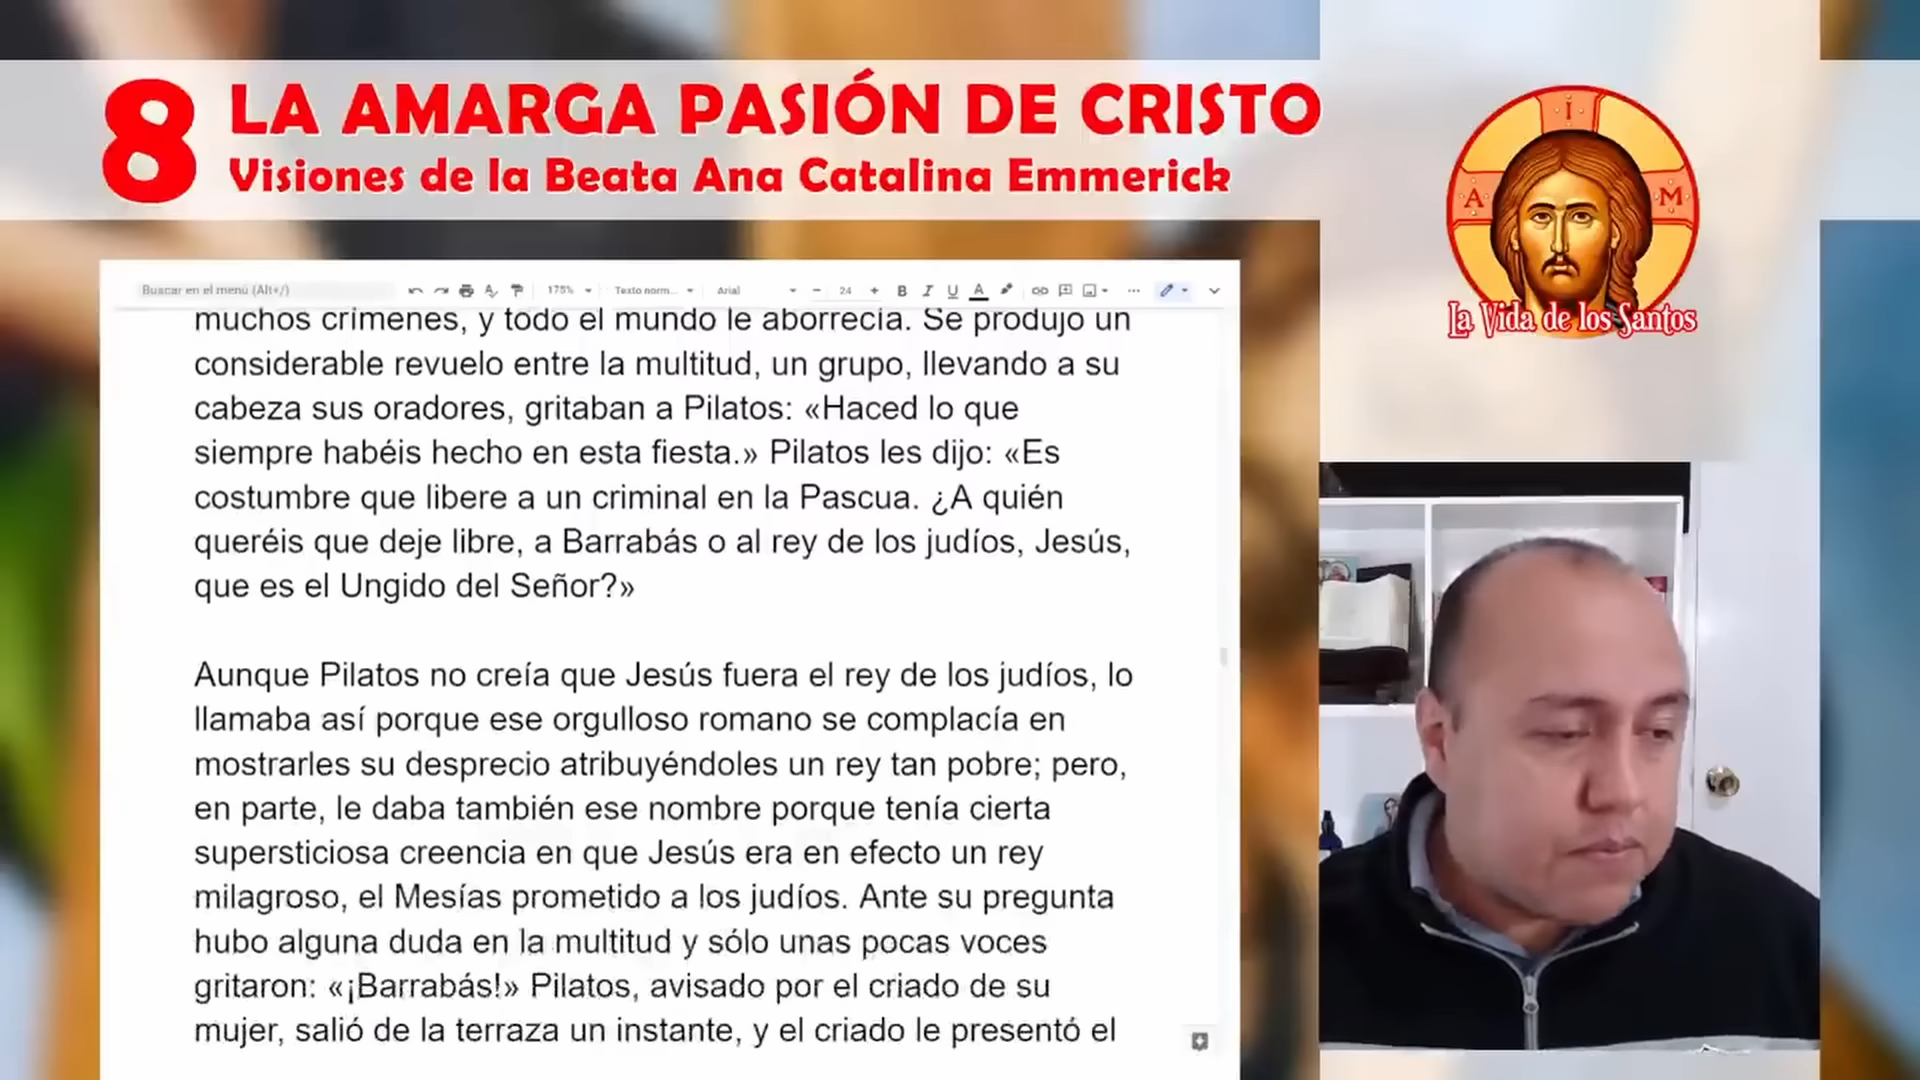 8
LA AMARGA PASIÓN DE CRISTO
Visiones de la Beata Ana Catalina Emmerick
I
A
M
La Vida de los Santos
Buscar en el menú (Alt+/)
175%
Texto norm...
Arial
24
B I U A
muchos crímenes, y todo el mundo le aborrecía. Se produjo un
considerable revuelo entre la multitud, un grupo, llevando a su
cabeza sus oradores, gritaban a Pilatos: «Haced lo que
siempre habéis hecho en esta fiesta.» Pilatos les dijo: «Es
costumbre que libere a un criminal en la Pascua. ¿A quién
queréis que deje libre, a Barrabás o al rey de los judíos, Jesús,
que es el Ungido del Señor?»
Aunque Pilatos no creía que Jesús fuera el rey de los judíos, lo
llamaba así porque ese orgulloso romano se complacía en
mostrarles su desprecio atribuyéndoles un rey tan pobre; pero,
en parte, le daba también ese nombre porque tenía cierta
supersticiosa creencia en que Jesús era en efecto un rey
milagroso, el Mesías prometido a los judíos. Ante su pregunta
hubo alguna duda en la multitud y sólo unas pocas voces
gritaron: «¡Barrabás!» Pilatos, avisado por el criado de su
mujer, salió de la terraza un instante, y el criado le presentó el